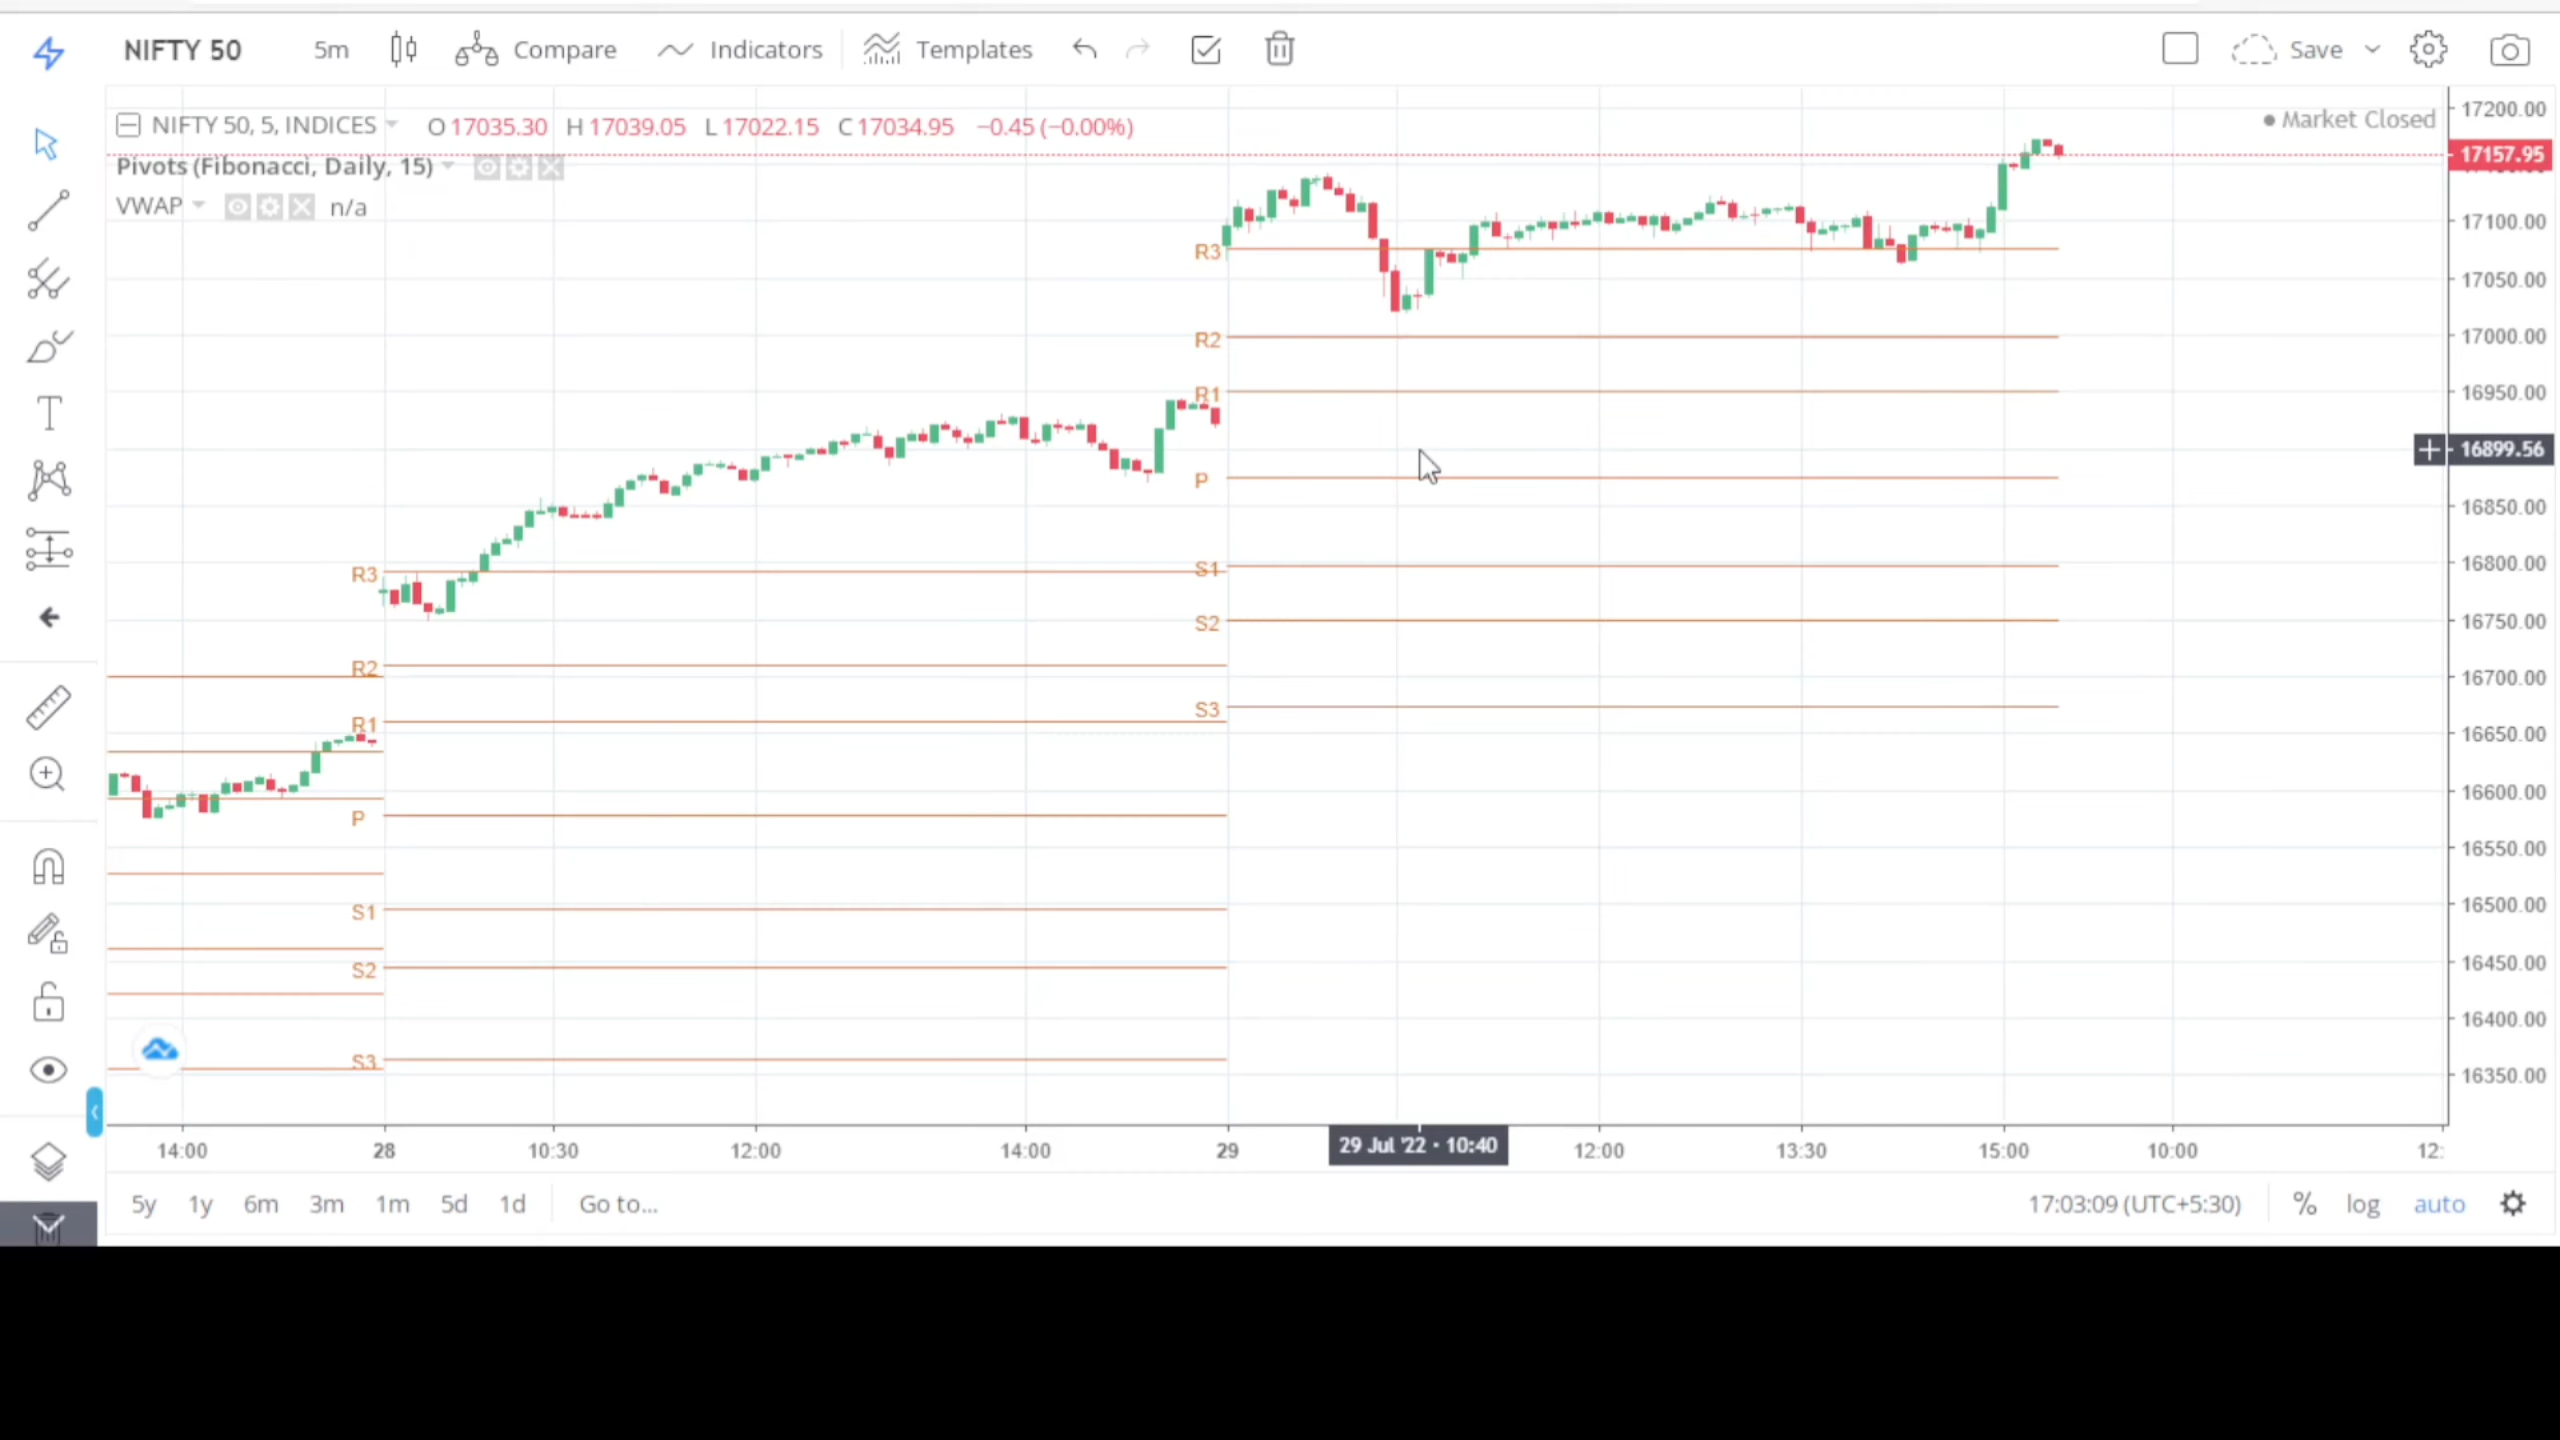 NIFTY 50 5m Compare Indicators Templates Save
NIFTY 50, 5, INDICES O 17035.30 H 17039.05 L 17022.15 C 17034.95 −0.45 (−0.00%)
Market Closed
Pivots (Fibonacci, Daily, 15)
VWAP n/a
17200.00
17157.95
17100.00
17050.00
17000.00
16950.00
16899.56
16850.00
16800.00
16750.00
16700.00
16650.00
16600.00
16550.00
16500.00
16450.00
16400.00
16350.00
R3
R2
R1
P
S1
S2
S3
R3
R2
R1
P
S1
S2
S3
14:00 28 10:30 12:00 14:00 29 29 Jul '22 · 10:40 12:00 13:30 15:00 10:00 12:
5y 1y 6m 3m 1m 5d 1d Go to... 17:03:09 (UTC+5:30) % log auto